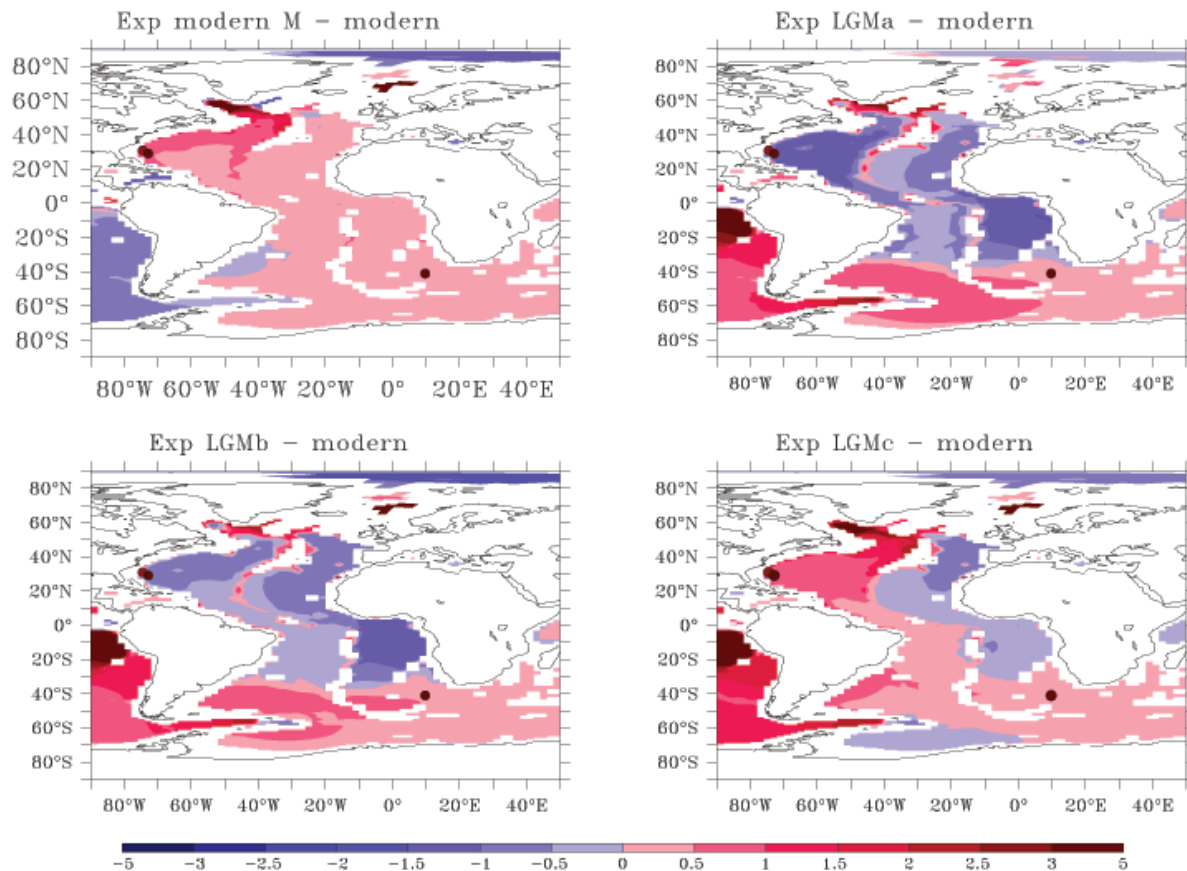 Exp modern M – modern
80°N
60°N
40°N
20°N
0°
20°S
40°S
60°S
80°S
80°W 60°W 40°W 20°W 0° 20°E 40°E
Exp LGMa – modern
80°N
60°N
40°N
20°N
0°
20°S
40°S
60°S
80°S
80°W 60°W 40°W 20°W 0° 20°E 40°E
Exp LGMb – modern
80°N
60°N
40°N
20°N
0°
20°S
40°S
60°S
80°S
80°W 60°W 40°W 20°W 0° 20°E 40°E
Exp LGMc – modern
80°N
60°N
40°N
20°N
0°
20°S
40°S
60°S
80°S
80°W 60°W 40°W 20°W 0° 20°E 40°E
−5 −3 −2.5 −2 −1.5 −1 −0.5 0 0.5 1 1.5 2 2.5 3 5